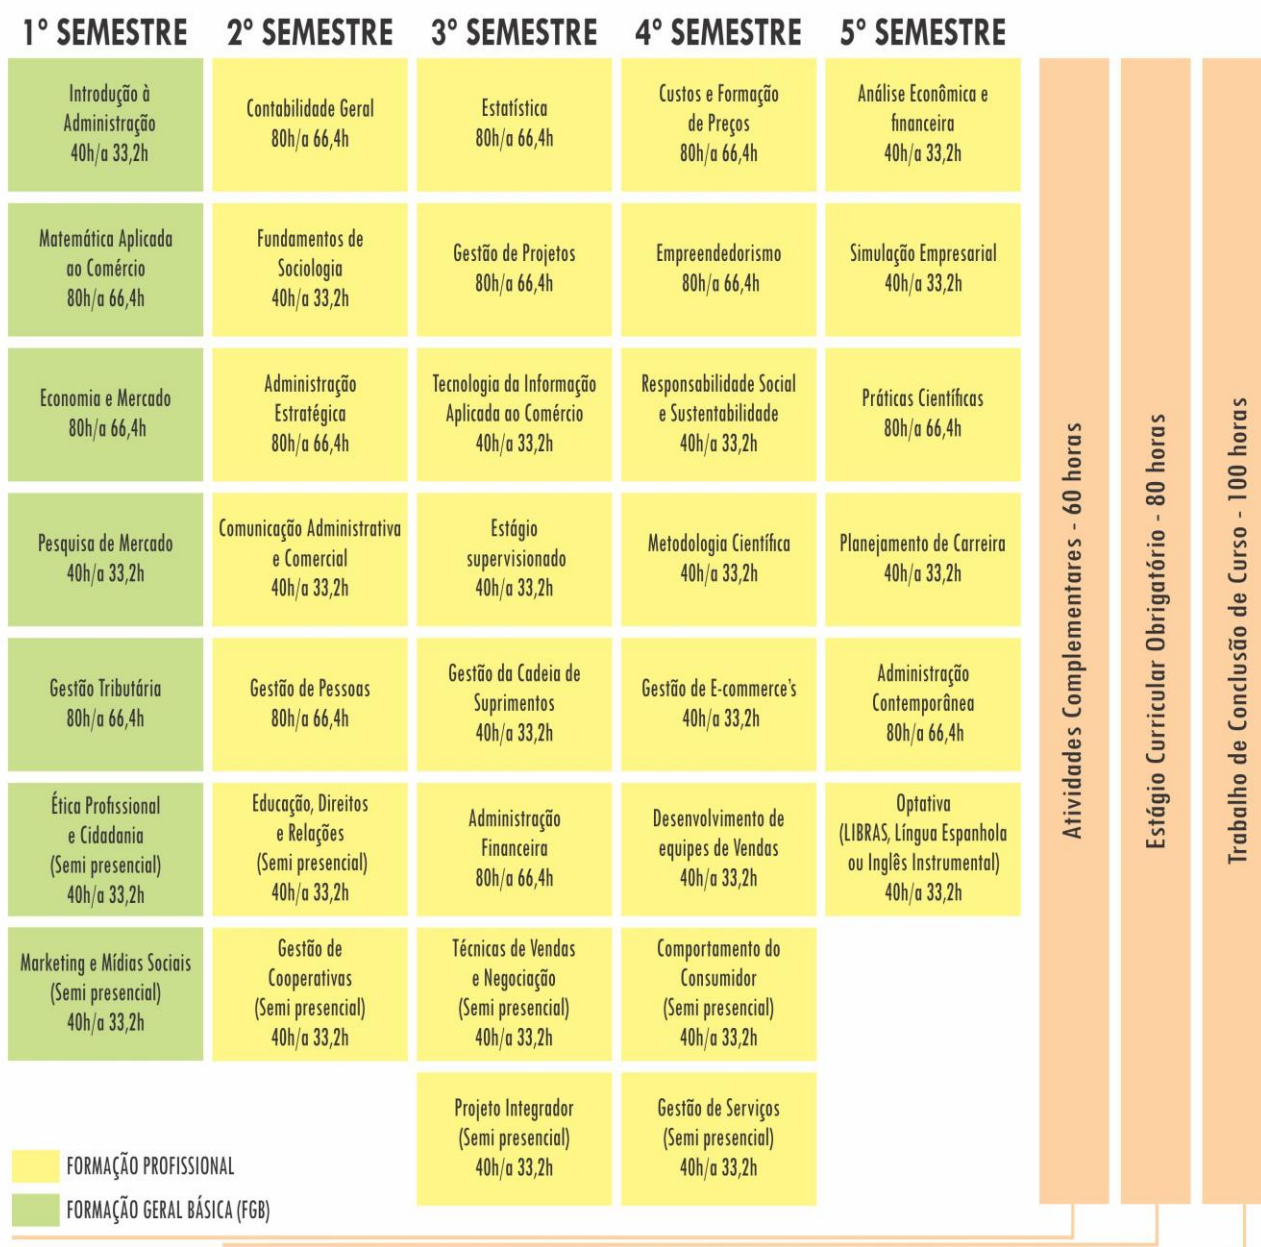 1º SEMESTRE
Introdução à
Administração
40h/a 33,2h
Matemática Aplicada
ao Comércio
80h/a 66,4h
Economia e Mercado
80h/a 66,4h
Pesquisa de Mercado
40h/a 33,2h
Gestão Tributária
80h/a 66,4h
Ética Profissional
e Cidadania
(Semi presencial)
40h/a 33,2h
Marketing e Mídias Sociais
(Semi presencial)
40h/a 33,2h
2º SEMESTRE
Contabilidade Geral
80h/a 66,4h
Fundamentos de
Sociologia
40h/a 33,2h
Administração
Estratégica
80h/a 66,4h
Comunicação Administrativa
e Comercial
40h/a 33,2h
Gestão de Pessoas
80h/a 66,4h
Educação, Direitos
e Relações
(Semi presencial)
40h/a 33,2h
Gestão de
Cooperativas
(Semi presencial)
40h/a 33,2h
3º SEMESTRE
Estatística
80h/a 66,4h
Gestão de Projetos
80h/a 66,4h
Tecnologia da Informação
Aplicada ao Comércio
40h/a 33,2h
Estágio
supervisionado
40h/a 33,2h
Gestão da Cadeia de
Suprimentos
40h/a 33,2h
Administração
Financeira
80h/a 66,4h
Técnicas de Vendas
e Negociação
(Semi presencial)
40h/a 33,2h
Projeto Integrador
(Semi presencial)
40h/a 33,2h
4º SEMESTRE
Custos e Formação
de Preços
80h/a 66,4h
Empreendedorismo
80h/a 66,4h
Responsabilidade Social
e Sustentabilidade
40h/a 33,2h
Metodologia Científica
40h/a 33,2h
Gestão de E-commerce's
40h/a 33,2h
Desenvolvimento de
equipes de Vendas
40h/a 33,2h
Comportamento do
Consumidor
(Semi presencial)
40h/a 33,2h
Gestão de Serviços
(Semi presencial)
40h/a 33,2h
5º SEMESTRE
Análise Econômica e
financeira
40h/a 33,2h
Simulação Empresarial
40h/a 33,2h
Práticas Científicas
80h/a 66,4h
Planejamento de Carreira
40h/a 33,2h
Administração
Contemporânea
80h/a 66,4h
Optativa
(LIBRAS, Língua Espanhola
ou Inglês Instrumental)
40h/a 33,2h
Atividades Complementares - 60 horas
Estágio Curricular Obrigatório - 80 horas
Trabalho de Conclusão de Curso - 100 horas
FORMAÇÃO PROFISSIONAL
FORMAÇÃO GERAL BÁSICA (FGB)